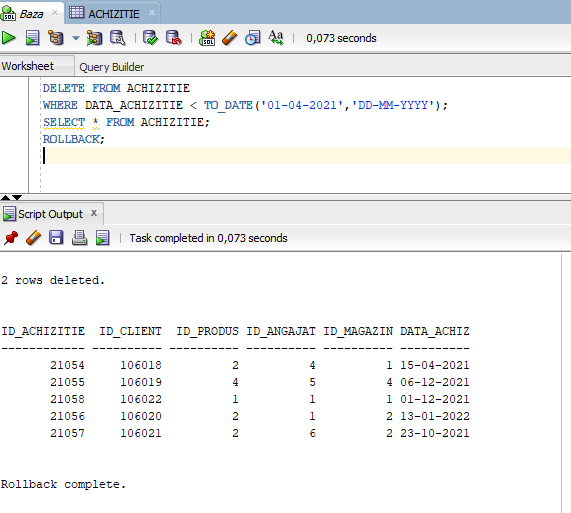 Baza × ACHIZITIE ×
SQL 0,073 seconds
Worksheet Query Builder
DELETE FROM ACHIZITIE
WHERE DATA_ACHIZITIE < TO_DATE('01-04-2021','DD-MM-YYYY');
SELECT * FROM ACHIZITIE;
ROLLBACK;
Script Output ×
Task completed in 0,073 seconds
2 rows deleted.
ID_ACHIZITIE ID_CLIENT ID_PRODUS ID_ANGAJAT ID_MAGAZIN DATA_ACHIZ
------------ ---------- ---------- ---------- ---------- ----------
21054 106018 2 4 1 15-04-2021
21055 106019 4 5 4 06-12-2021
21058 106022 1 1 1 01-12-2021
21056 106020 2 1 2 13-01-2022
21057 106021 2 6 2 23-10-2021
Rollback complete.